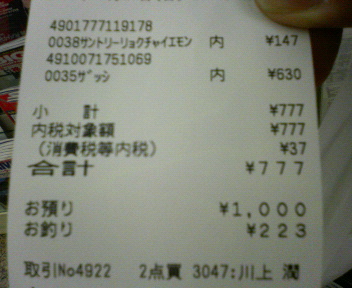 4901777119178
0038サントリーリョクチャイエモン 内 ¥147
4910071751069
0035ザッシ 内 ¥630
小 計 ¥777
内税対象額 ¥777
(消費税等内税) ¥37
合計 ¥777
お預り ¥1,000
お釣り ¥223
取引No4922 2点買 3047:川上 潤